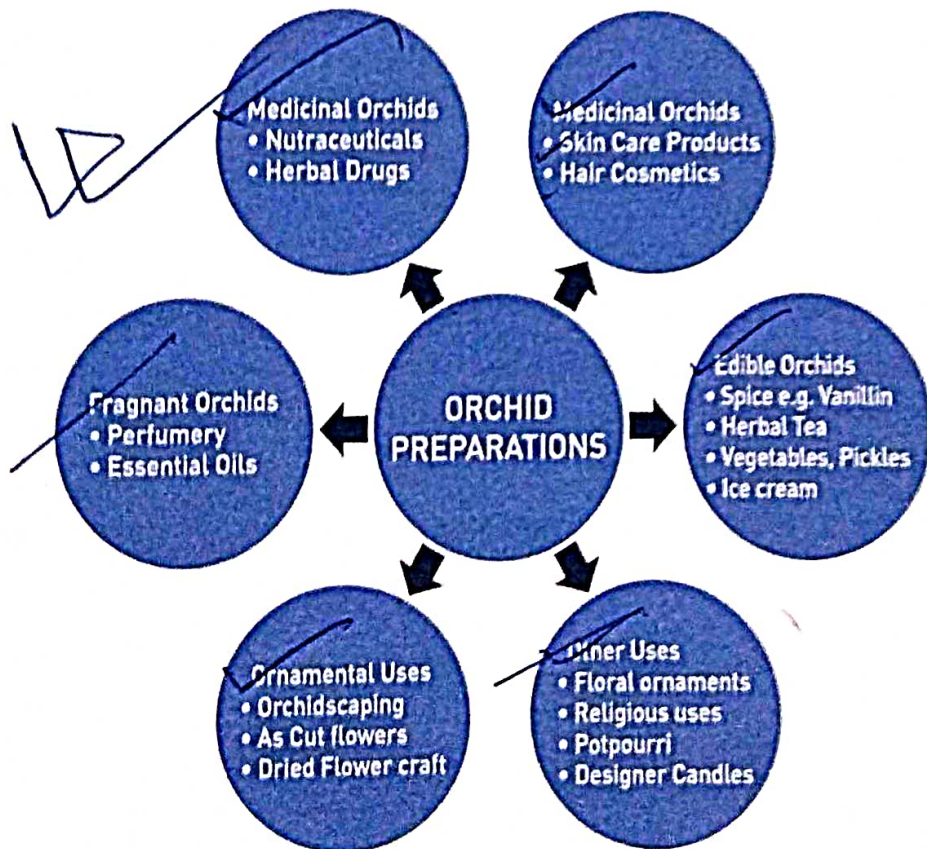 Medicinal Orchids
• Nutraceuticals
• Herbal Drugs
Medicinal Orchids
• Skin Care Products
• Hair Cosmetics
Fragnant Orchids
• Perfumery
• Essential Oils
ORCHID
PREPARATIONS
Edible Orchids
• Spice e.g. Vanillin
• Herbal Tea
• Vegetables, Pickles
• Ice cream
Ornamental Uses
• Orchidscaping
• As Cut flowers
• Dried Flower craft
Other Uses
• Floral ornaments
• Religious uses
• Potpourri
• Designer Candles